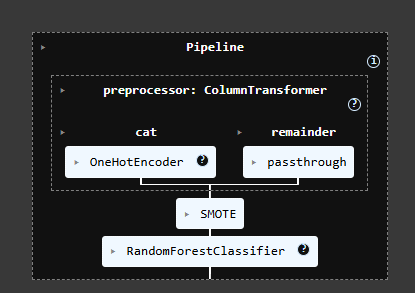 Pipeline
i
preprocessor: ColumnTransformer
?
cat remainder
OneHotEncoder ? passthrough
SMOTE
RandomForestClassifier ?